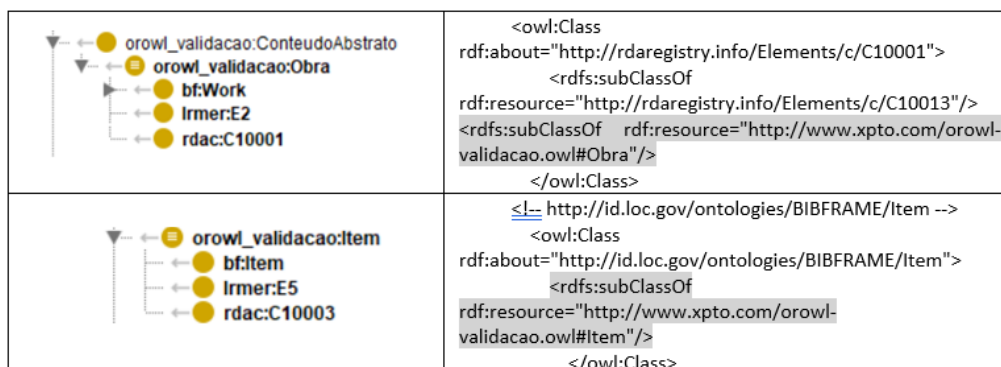 orowl_validacao:ConteudoAbstrato
orowl_validacao:Obra
bf:Work
lrmer:E2
rdac:C10001
<owl:Class
rdf:about="http://rdaregistry.info/Elements/c/C10001">
<rdfs:subClassOf
rdf:resource="http://rdaregistry.info/Elements/c/C10013"/>
<rdfs:subClassOf rdf:resource="http://www.xpto.com/orowl-
validacao.owl#Obra"/>
</owl:Class>
orowl_validacao:Item
bf:Item
lrmer:E5
rdac:C10003
<!-- http://id.loc.gov/ontologies/BIBFRAME/Item -->
<owl:Class
rdf:about="http://id.loc.gov/ontologies/BIBFRAME/Item">
<rdfs:subClassOf
rdf:resource="http://www.xpto.com/orowl-
validacao.owl#Item"/>
</owl:Class>